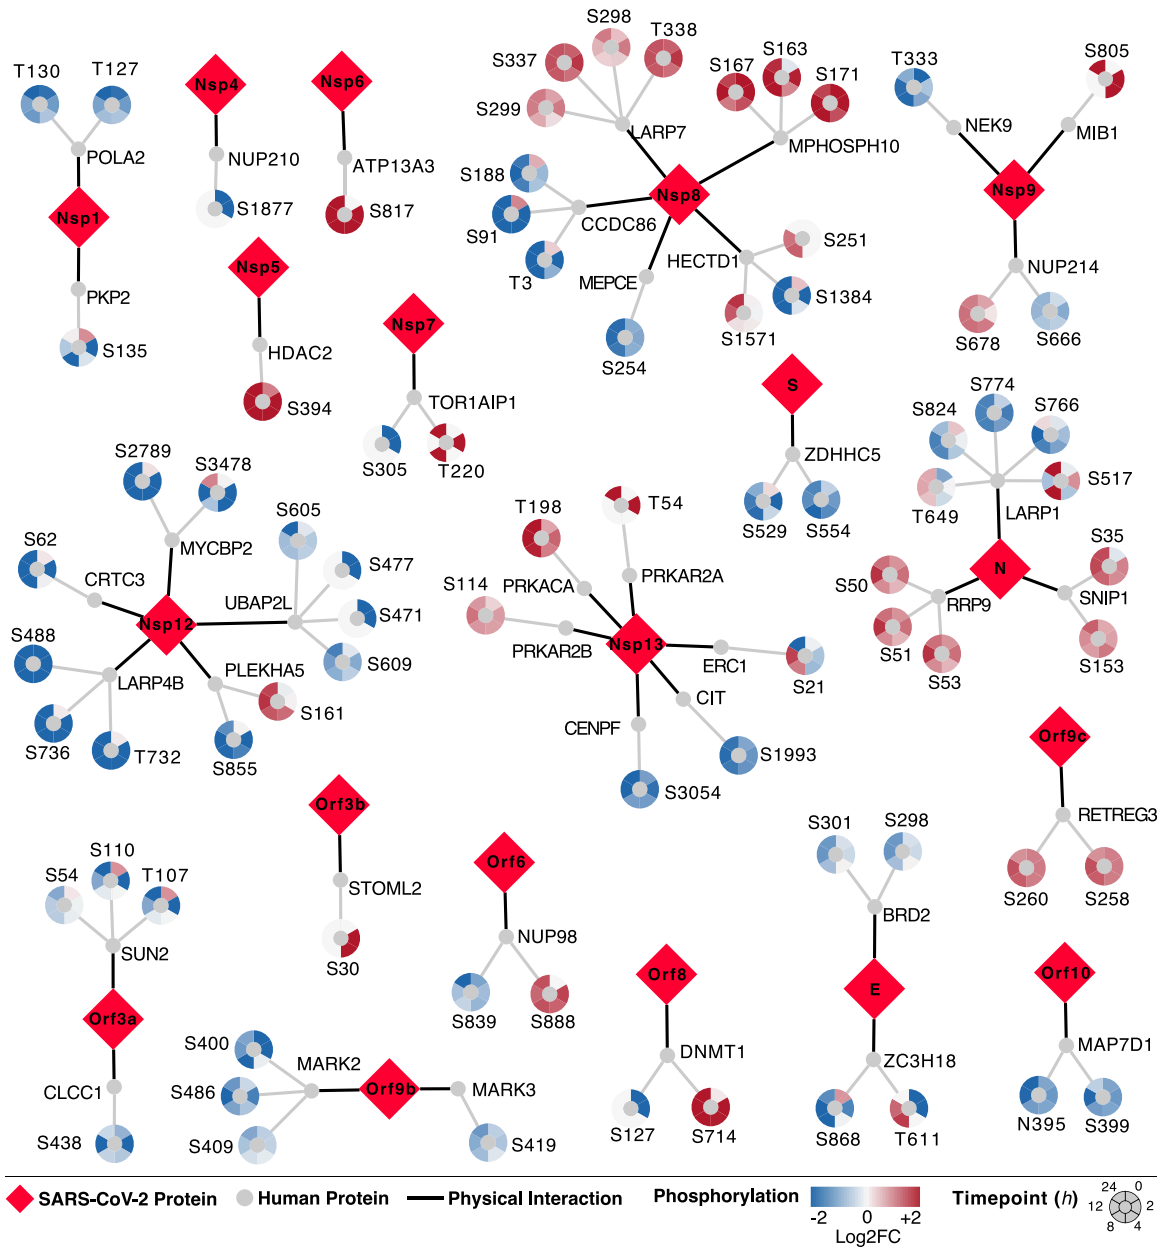 T130
T127
POLA2
Nsp1
PKP2
S135
Nsp4
NUP210
S1877
Nsp6
ATP13A3
S817
Nsp5
HDAC2
S394
Nsp7
TOR1AIP1
S305
T220
S298
T338
S337
S299
LARP7
S163
S167
S171
MPHOSPH10
Nsp8
S188
S91
T3
CCDC86
MEPCE
S254
HECTD1
S251
S1384
S1571
T333
S805
NEK9
MIB1
Nsp9
NUP214
S678
S666
S
ZDHHC5
S529
S554
S774
S824
S766
S517
T649
LARP1
N
S50
S51
S53
RRP9
S35
SNIP1
S153
S2789
S3478
MYCBP2
S62
CRTC3
Nsp12
S605
S477
UBAP2L
S471
S609
S488
LARP4B
S736
T732
PLEKHA5
S161
S855
T198
T54
S114
PRKACA
PRKAR2A
PRKAR2B
Nsp13
ERC1
S21
CIT
CENPF
S1993
S3054
Orf9c
RETREG3
S260
S258
S110
S54
T107
SUN2
Orf3a
CLCC1
S438
Orf3b
STOML2
S30
Orf6
NUP98
S839
S888
S400
S486
S409
MARK2
Orf9b
MARK3
S419
Orf8
DNMT1
S127
S714
S301
S298
BRD2
E
ZC3H18
S868
T611
Orf10
MAP7D1
N395
S399
SARS-CoV-2 Protein
Human Protein
Physical Interaction
Phosphorylation
-2 0 +2
Log2FC
Timepoint (h)
24 0
12 2
8 4